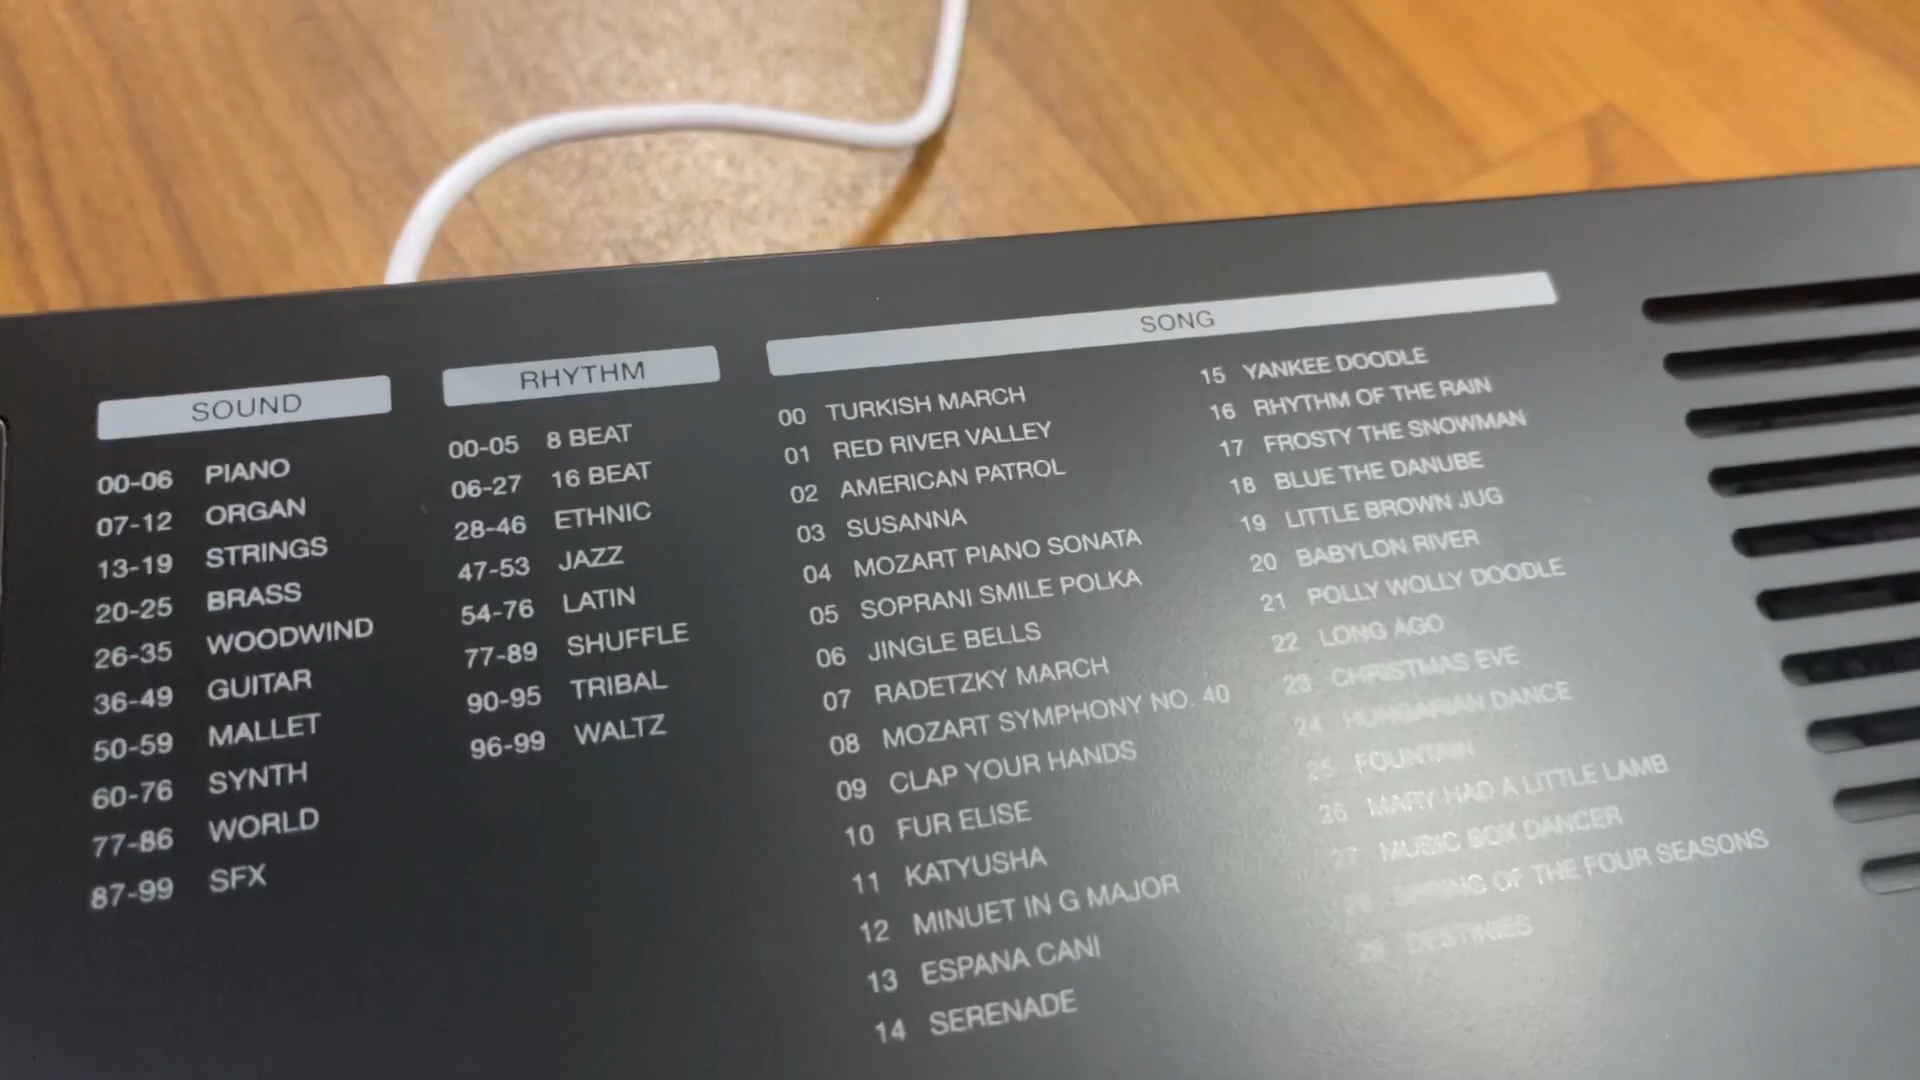 SOUND
00-06 PIANO
07-12 ORGAN
13-19 STRINGS
20-25 BRASS
26-35 WOODWIND
36-49 GUITAR
50-59 MALLET
60-76 SYNTH
77-86 WORLD
87-99 SFX
RHYTHM
00-05 8 BEAT
06-27 16 BEAT
28-46 ETHNIC
47-53 JAZZ
54-76 LATIN
77-89 SHUFFLE
90-95 TRIBAL
96-99 WALTZ
SONG
00 TURKISH MARCH
01 RED RIVER VALLEY
02 AMERICAN PATROL
03 SUSANNA
04 MOZART PIANO SONATA
05 SOPRANI SMILE POLKA
06 JINGLE BELLS
07 RADETZKY MARCH
08 MOZART SYMPHONY NO. 40
09 CLAP YOUR HANDS
10 FUR ELISE
11 KATYUSHA
12 MINUET IN G MAJOR
13 ESPANA CANI
14 SERENADE
15 YANKEE DOODLE
16 RHYTHM OF THE RAIN
17 FROSTY THE SNOWMAN
18 BLUE THE DANUBE
19 LITTLE BROWN JUG
20 BABYLON RIVER
21 POLLY WOLLY DOODLE
22 LONG AGO
23 CHRISTMAS EVE
24 HUNGARIAN DANCE
25 FOUNTAIN
26 MARY HAD A LITTLE LAMB
27 MUSIC BOX DANCER
OF THE FOUR SEASONS
DESTINIES